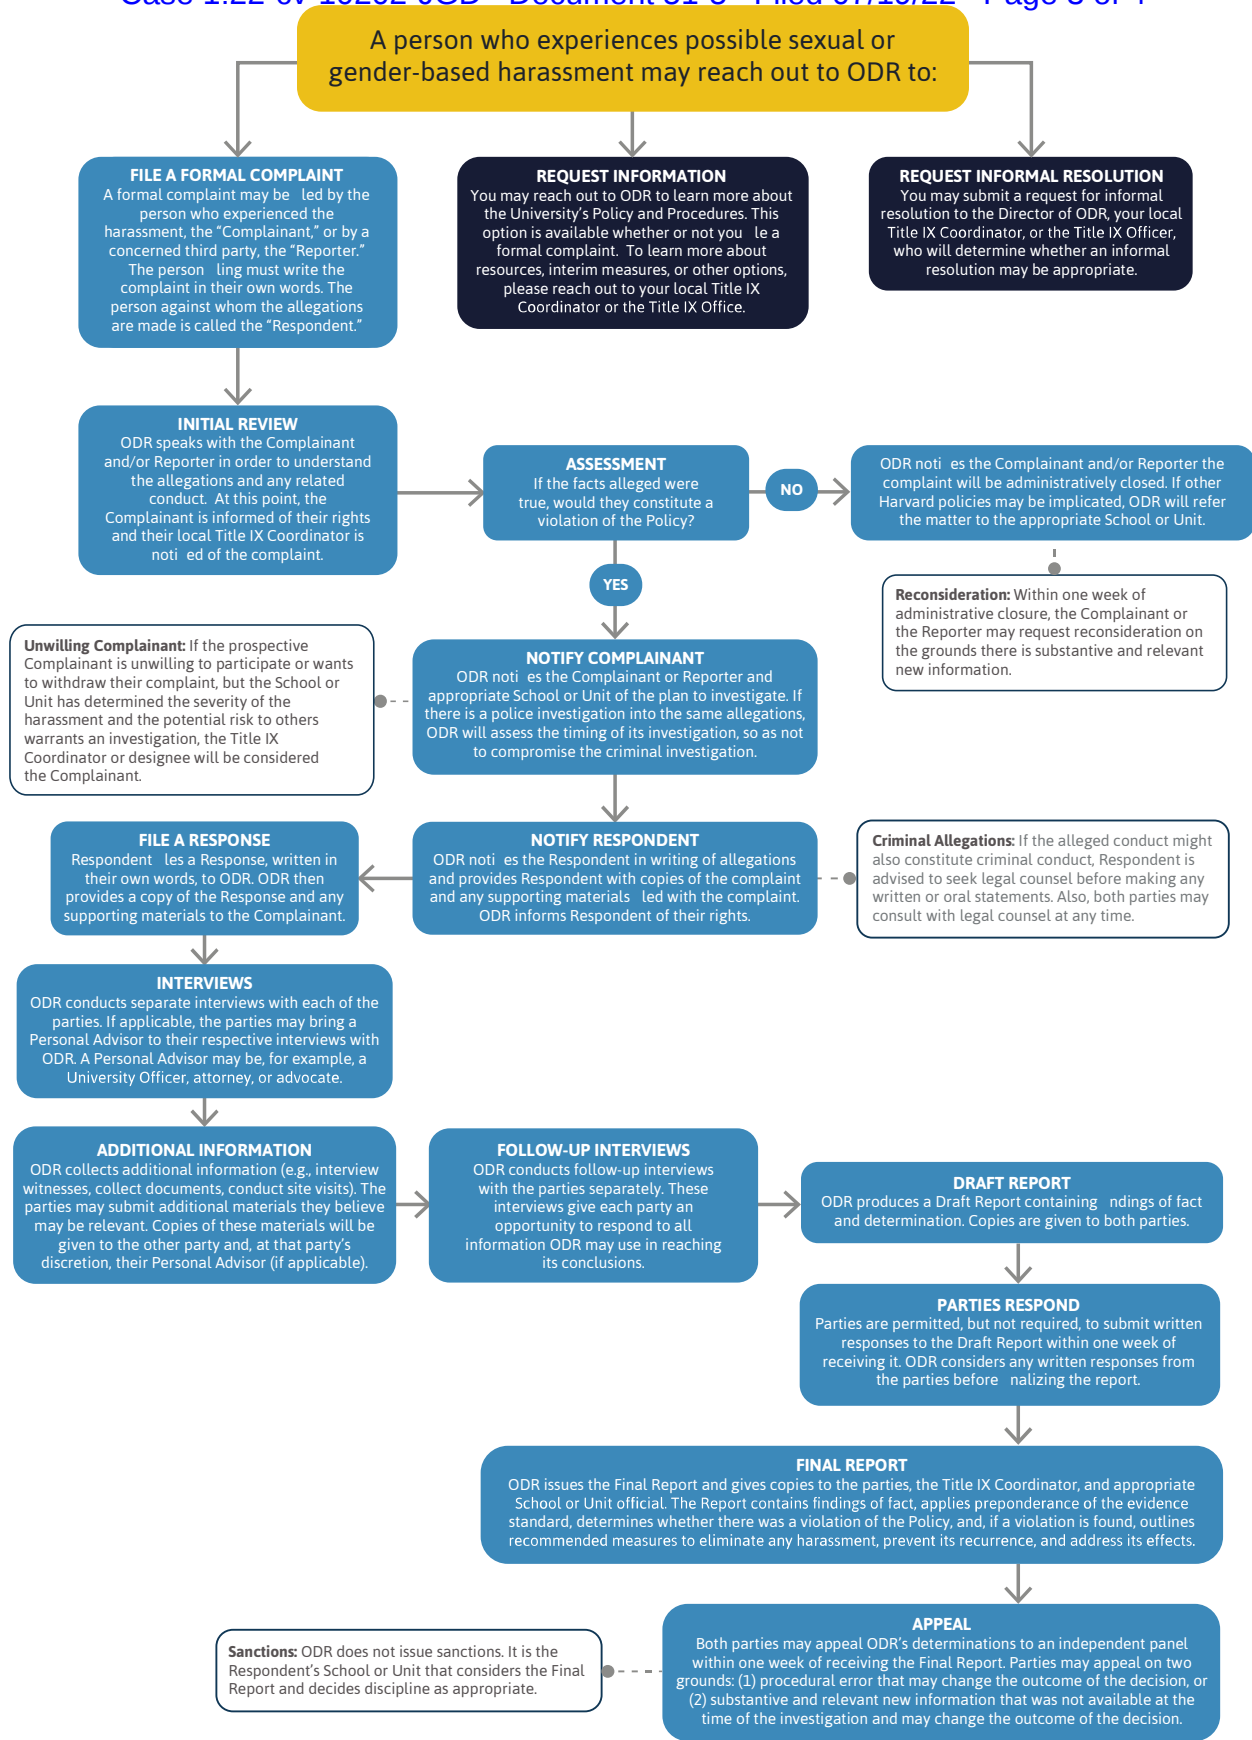 Case Document Filed Page of
A person who experiences possible sexual or
gender-based harassment may reach out to ODR to:
FILE A FORMAL COMPLAINT
A formal complaint may be led by the
person who experienced the
harassment, the “Complainant,” or by a
concerned third party, the “Reporter.”
The person ling must write the
complaint in their own words. The
person against whom the allegations
are made is called the “Respondent.”
REQUEST INFORMATION
You may reach out to ODR to learn more about
the University’s Policy and Procedures. This
option is available whether or not you le a
formal complaint. To learn more about
resources, interim measures, or other options,
please reach out to your local Title IX
Coordinator or the Title IX Office.
REQUEST INFORMAL RESOLUTION
You may submit a request for informal
resolution to the Director of ODR, your local
Title IX Coordinator, or the Title IX Officer,
who will determine whether an informal
resolution may be appropriate.
INITIAL REVIEW
ODR speaks with the Complainant
and/or Reporter in order to understand
the allegations and any related
conduct. At this point, the
Complainant is informed of their rights
and their local Title IX Coordinator is
noti ed of the complaint.
ASSESSMENT
If the facts alleged were
true, would they constitute a
violation of the Policy?
NO
ODR noti es the Complainant and/or Reporter the
complaint will be administratively closed. If other
Harvard policies may be implicated, ODR will refer
the matter to the appropriate School or Unit.
YES
Reconsideration: Within one week of
administrative closure, the Complainant or
the Reporter may request reconsideration on
the grounds there is substantive and relevant
new information.
Unwilling Complainant: If the prospective
Complainant is unwilling to participate or wants
to withdraw their complaint, but the School or
Unit has determined the severity of the
harassment and the potential risk to others
warrants an investigation, the Title IX
Coordinator or designee will be considered
the Complainant.
NOTIFY COMPLAINANT
ODR noti es the Complainant or Reporter and
appropriate School or Unit of the plan to investigate. If
there is a police investigation into the same allegations,
ODR will assess the timing of its investigation, so as not
to compromise the criminal investigation.
FILE A RESPONSE
Respondent les a Response, written in
their own words, to ODR. ODR then
provides a copy of the Response and any
supporting materials to the Complainant.
NOTIFY RESPONDENT
ODR noti es the Respondent in writing of allegations
and provides Respondent with copies of the complaint
and any supporting materials led with the complaint.
ODR informs Respondent of their rights.
Criminal Allegations: If the alleged conduct might
also constitute criminal conduct, Respondent is
advised to seek legal counsel before making any
written or oral statements. Also, both parties may
consult with legal counsel at any time.
INTERVIEWS
ODR conducts separate interviews with each of the
parties. If applicable, the parties may bring a
Personal Advisor to their respective interviews with
ODR. A Personal Advisor may be, for example, a
University Officer, attorney, or advocate.
ADDITIONAL INFORMATION
ODR collects additional information (e.g., interview
witnesses, collect documents, conduct site visits). The
parties may submit additional materials they believe
may be relevant. Copies of these materials will be
given to the other party and, at that party’s
discretion, their Personal Advisor (if applicable).
FOLLOW-UP INTERVIEWS
ODR conducts follow-up interviews
with the parties separately. These
interviews give each party an
opportunity to respond to all
information ODR may use in reaching
its conclusions.
DRAFT REPORT
ODR produces a Draft Report containing ndings of fact
and determination. Copies are given to both parties.
PARTIES RESPOND
Parties are permitted, but not required, to submit written
responses to the Draft Report within one week of
receiving it. ODR considers any written responses from
the parties before nalizing the report.
FINAL REPORT
ODR issues the Final Report and gives copies to the parties, the Title IX Coordinator, and appropriate
School or Unit official. The Report contains findings of fact, applies preponderance of the evidence
standard, determines whether there was a violation of the Policy, and, if a violation is found, outlines
recommended measures to eliminate any harassment, prevent its recurrence, and address its effects.
Sanctions: ODR does not issue sanctions. It is the
Respondent’s School or Unit that considers the Final
Report and decides discipline as appropriate.
APPEAL
Both parties may appeal ODR’s determinations to an independent panel
within one week of receiving the Final Report. Parties may appeal on two
grounds: (1) procedural error that may change the outcome of the decision, or
(2) substantive and relevant new information that was not available at the
time of the investigation and may change the outcome of the decision.